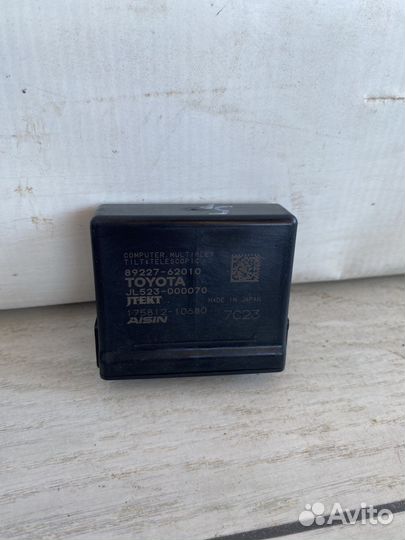 COMPUTER, MULTIPLEX
TILT&TELESCOPIC
89227-62010
TOYOTA
JL523-000070
JTEKT MADE IN JAPAN
175812-10680 7C23
AISIN
Avito